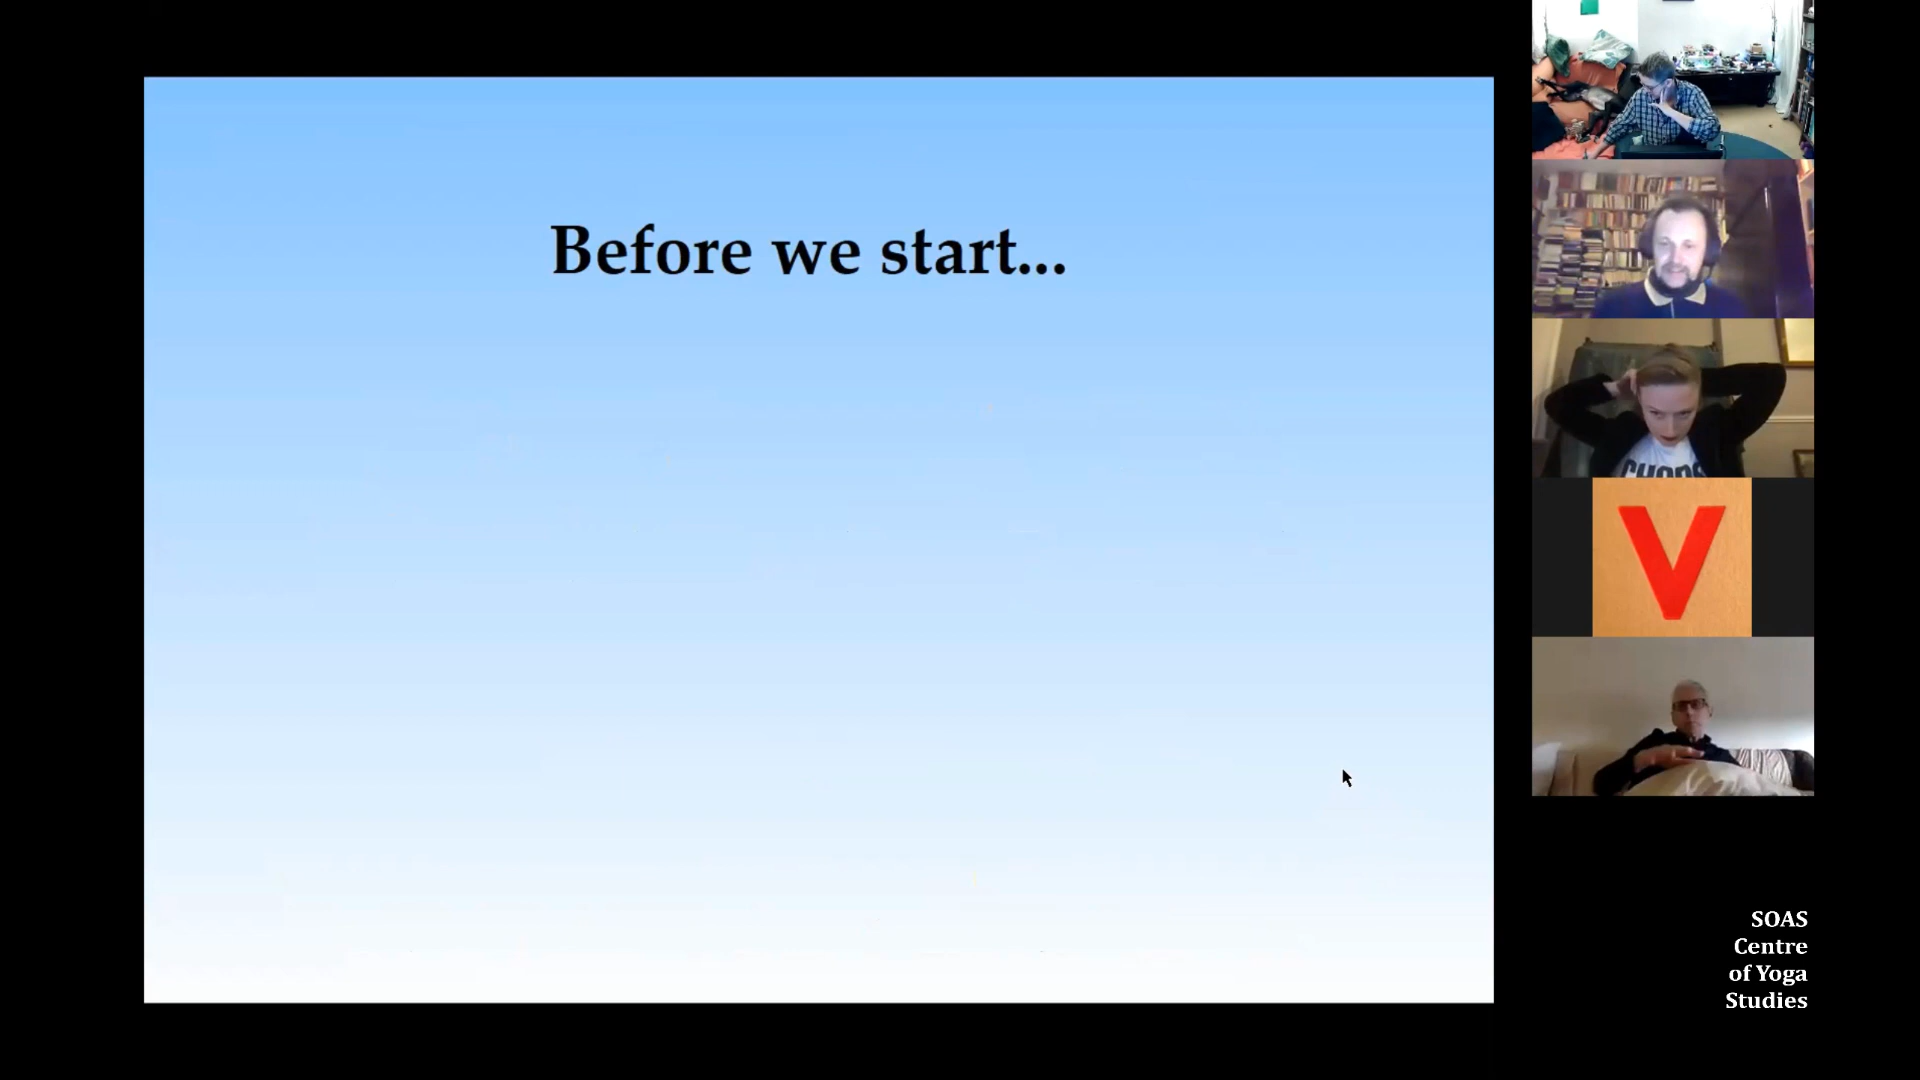 Before we start...
V
SOAS
Centre
of Yoga
Studies